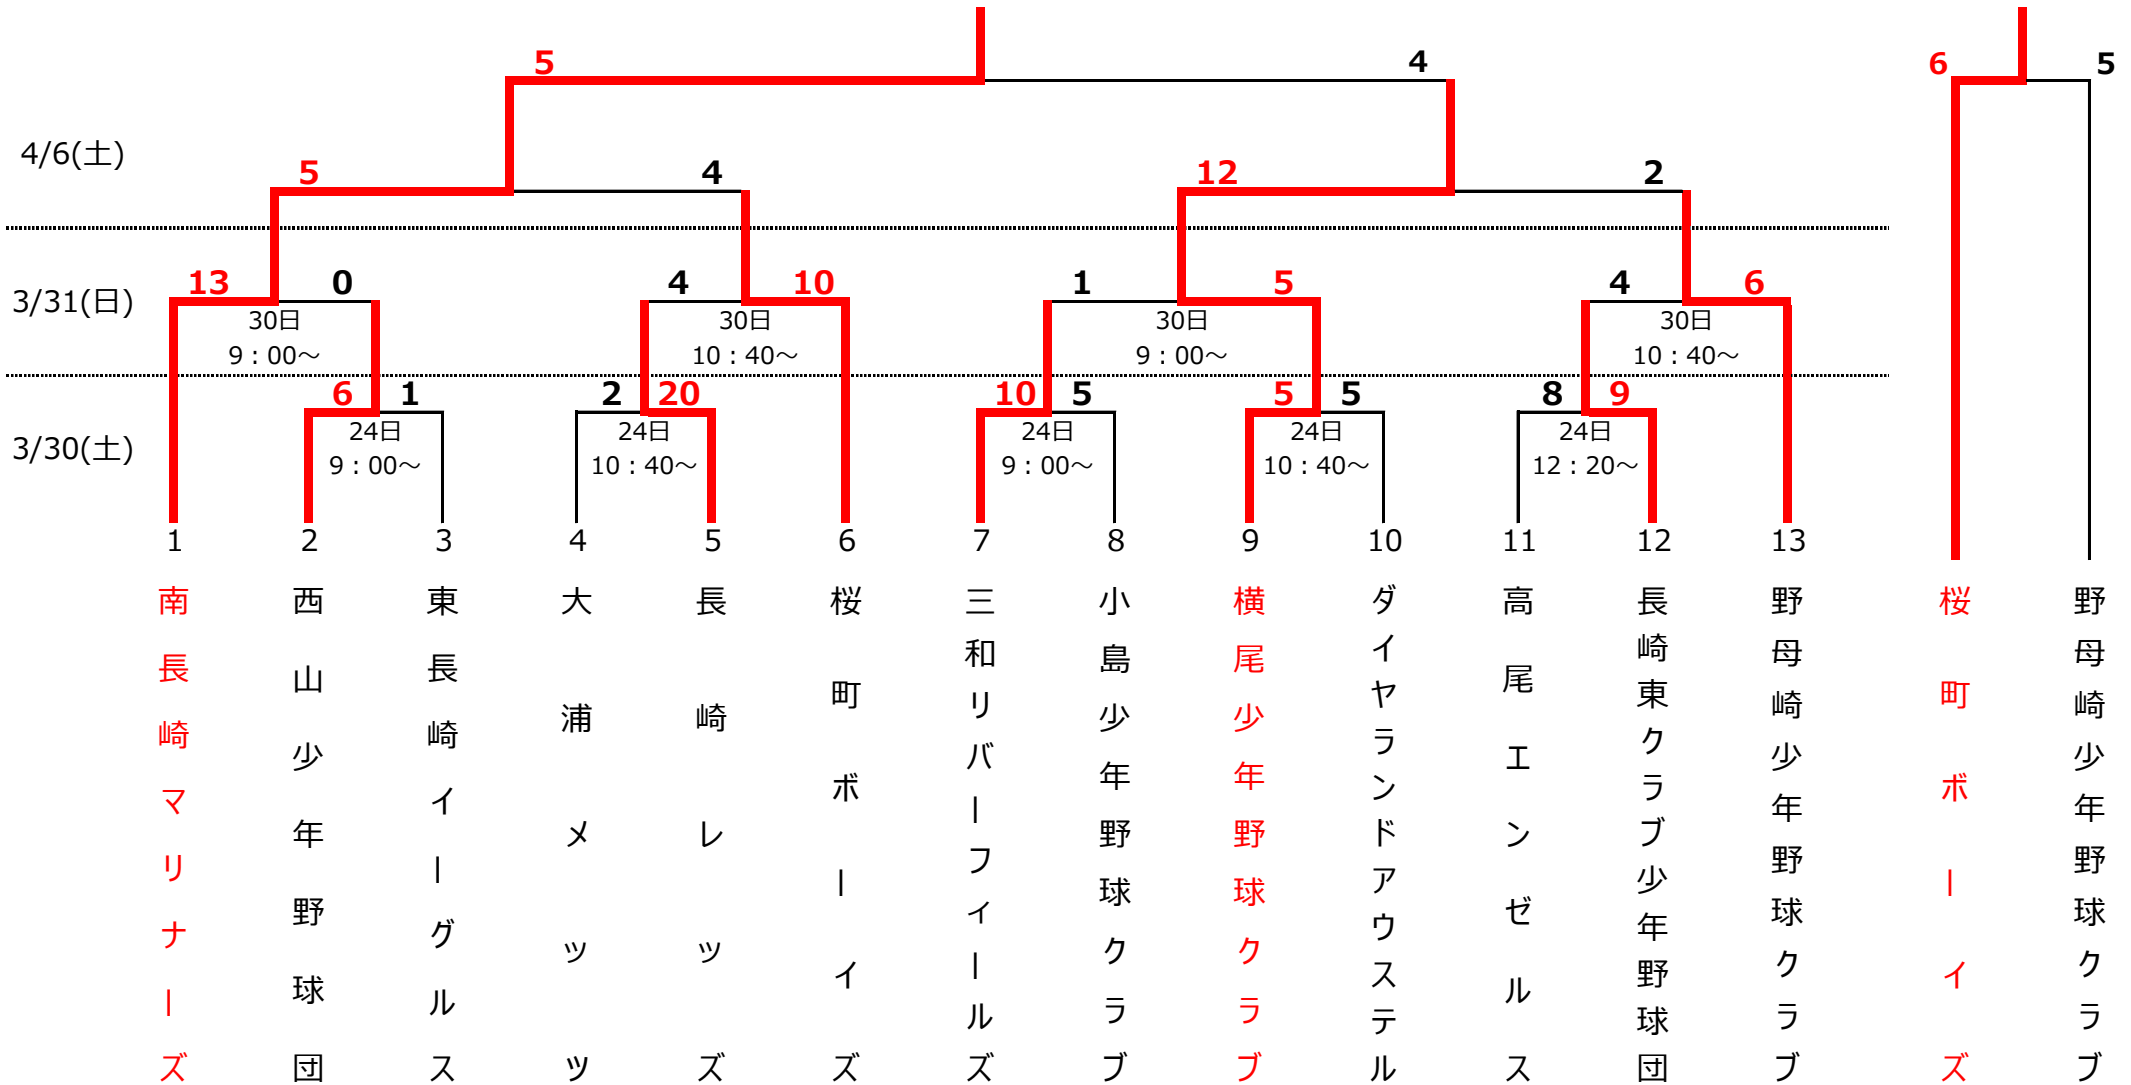 5 4 6 5
4/6(土)
5 4 12 2
3/31(日)
13 0 4 10 1 5 4 6
30日 30日 30日 30日
9：00～ 10：40～ 9：00～ 10：40～
6 1 2 20 10 5 5 5 8 9
3/30(土)
24日 24日 24日 24日 24日
9：00～ 10：40～ 9：00～ 10：40～ 12：20～
1 2 3 4 5 6 7 8 9 10 11 12 13
南長崎マリナーズ
西山少年野球団
東長崎イーグルス
大浦メッツ
長崎レッズ
桜町ボーイズ
三和リバーフィールズ
小島少年野球クラブ
横尾少年野球クラブ
ダイヤランドアウステル
高尾エンゼルス
長崎東クラブ少年野球団
野母崎少年野球クラブ
桜町ボーイズ
野母崎少年野球クラブ